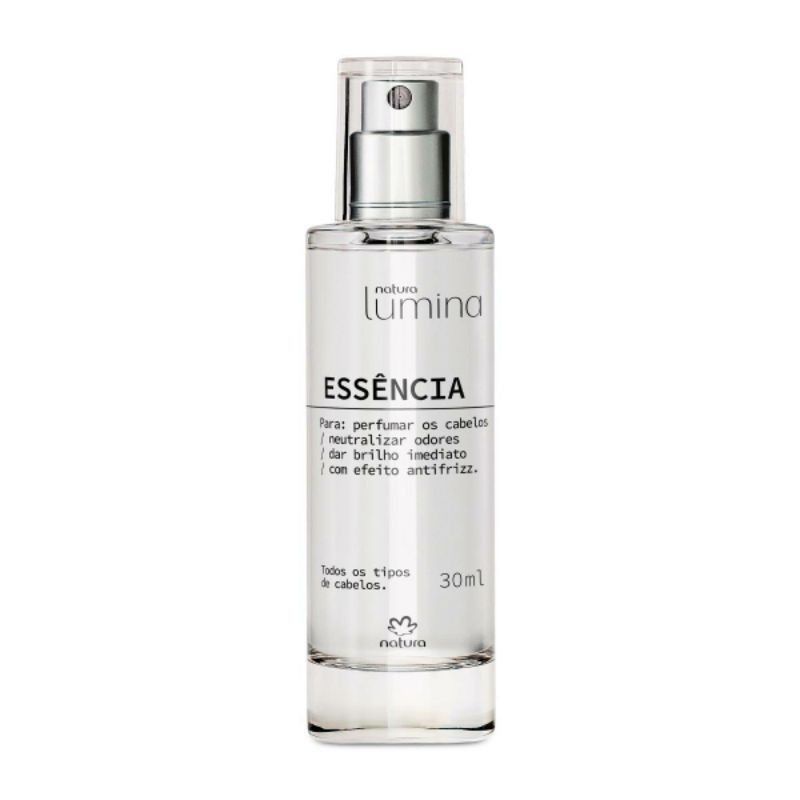 natura
lumina
ESSÊNCIA
Para: perfumar os cabelos
/ neutralizar odores
/ dar brilho imediato
/ com efeito antifrizz.
Todos os tipos
de cabelos.
30ml
natura